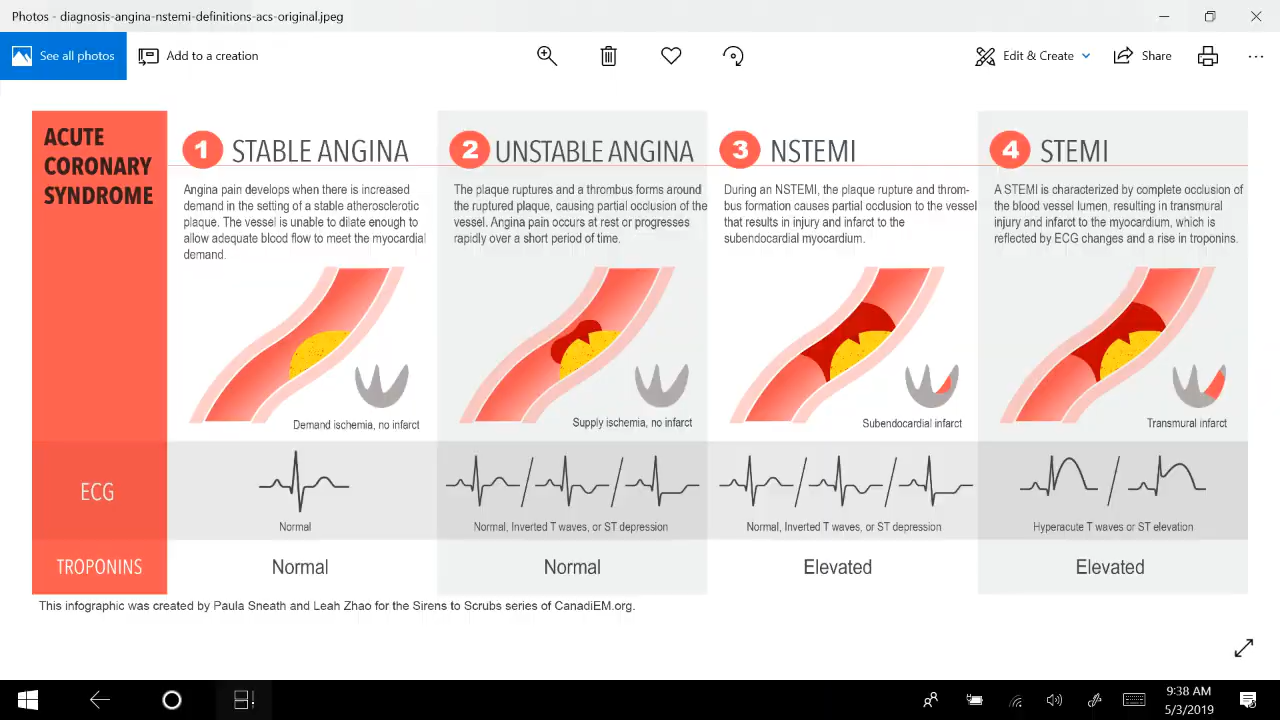 Photos - diagnosis-angina-nstemi-definitions-acs-original.jpeg
See all photos
Add to a creation
Edit & Create
Share
ACUTE
CORONARY
SYNDROME
1 STABLE ANGINA
Angina pain develops when there is increased
demand in the setting of a stable atherosclerotic
plaque. The vessel is unable to dilate enough to
allow adequate blood flow to meet the myocardial
demand.
Demand ischemia, no infarct
2 UNSTABLE ANGINA
The plaque ruptures and a thrombus forms around
the ruptured plaque, causing partial occlusion of the
vessel. Angina pain occurs at rest or progresses
rapidly over a short period of time.
Supply ischemia, no infarct
3 NSTEMI
During an NSTEMI, the plaque rupture and throm-
bus formation causes partial occlusion to the vessel
that results in injury and infarct to the
subendocardial myocardium.
Subendocardial infarct
4 STEMI
A STEMI is characterized by complete occlusion of
the blood vessel lumen, resulting in transmural
injury and infarct to the myocardium, which is
reflected by ECG changes and a rise in troponins.
Transmural infarct
ECG
Normal
Normal, Inverted T waves, or ST depression
Normal, Inverted T waves, or ST depression
Hyperacute T waves or ST elevation
TROPONINS
Normal
Normal
Elevated
Elevated
This infographic was created by Paula Sneath and Leah Zhao for the Sirens to Scrubs series of CanadiEM.org.
9:38 AM
5/3/2019